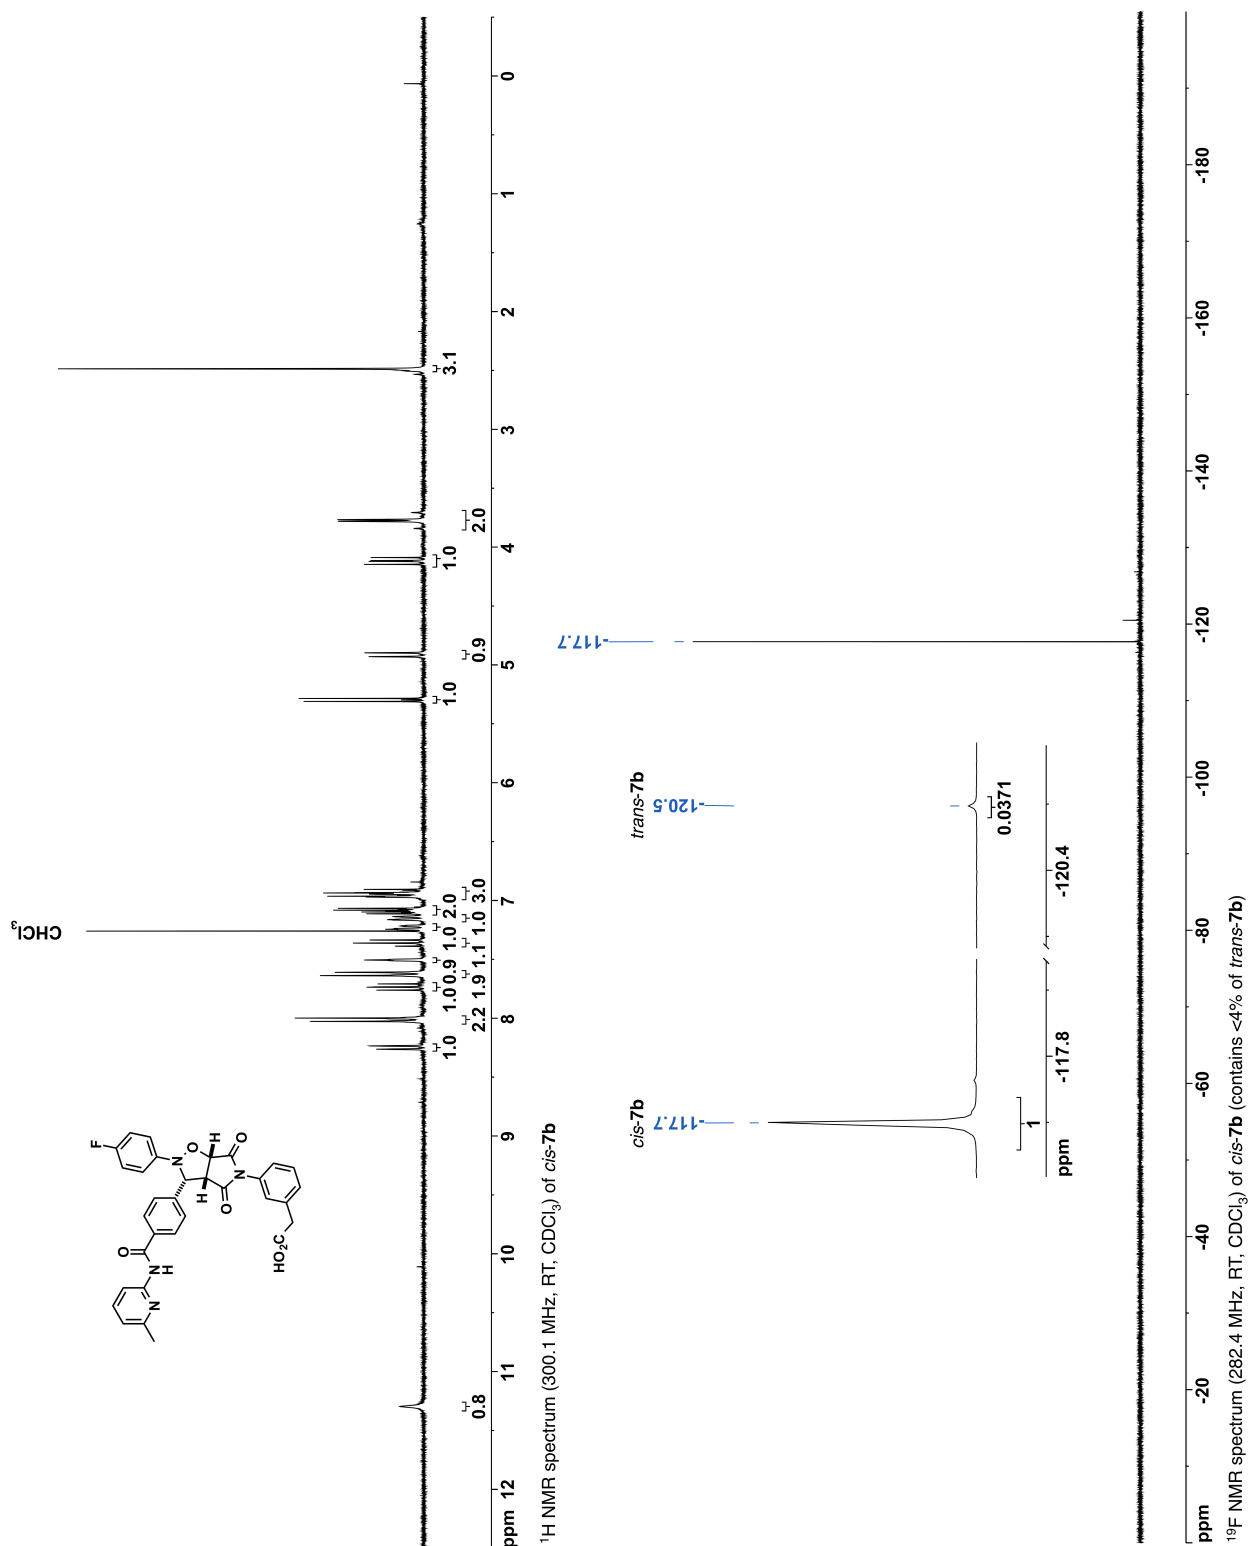 CHCl3
F
N
O
H
H
O
O
N
O
N
H
N
HO2C
3.1
2.0
1.0
0.9
1.0
3.0
2.0
1.0
1.0
1.1
0.9
1.9
1.0
2.2
1.0
0.8
ppm 12 11 10 9 8 7 6 5 4 3 2 1 0
1H NMR spectrum (300.1 MHz, RT, CDCl3) of cis-7b
-117.7
cis-7b
-117.7
trans-7b
-120.5
1
0.0371
ppm -117.8 -120.4
ppm -20 -40 -60 -80 -100 -120 -140 -160 -180
19F NMR spectrum (282.4 MHz, RT, CDCl3) of cis-7b (contains <4% of trans-7b)